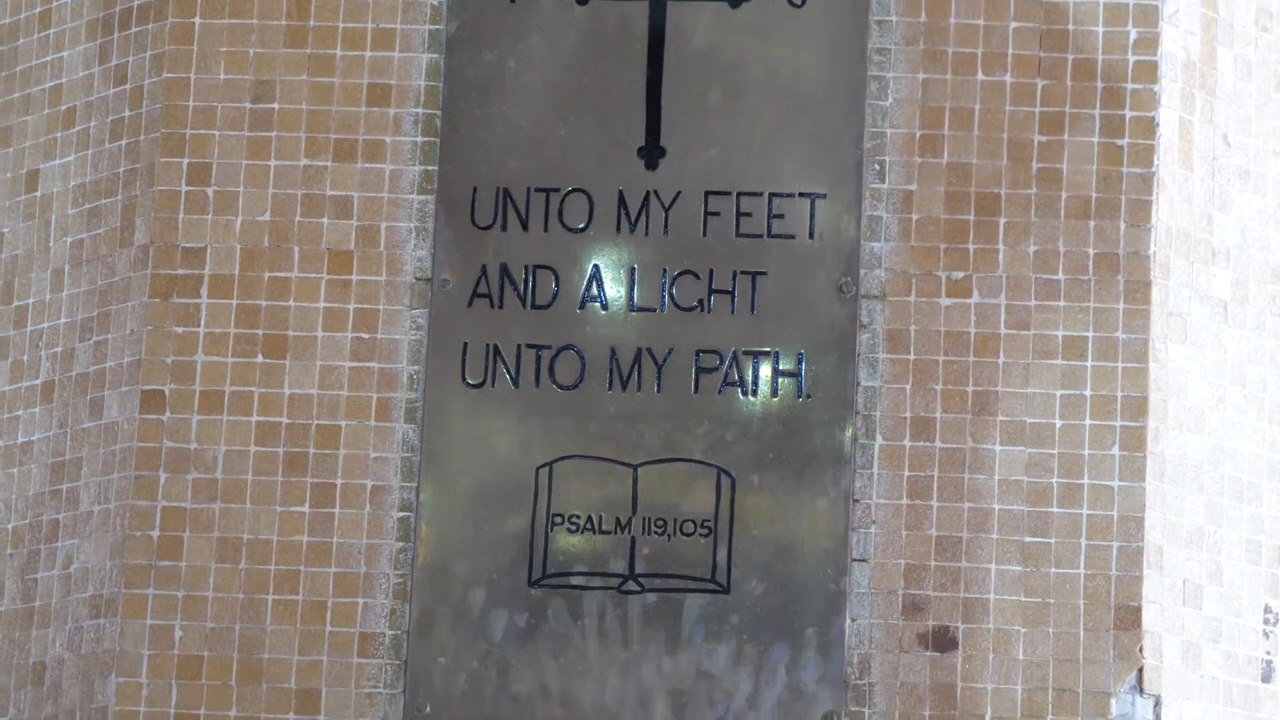 UNTO MY FEET
AND A LIGHT
UNTO MY PATH.
PSALM 119,105